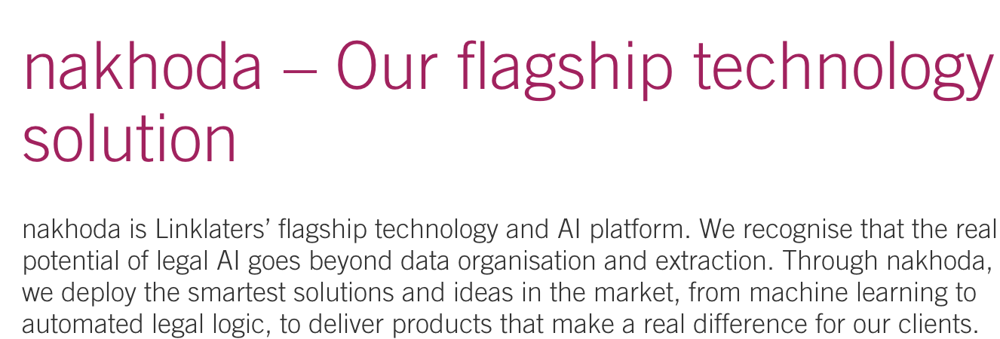 nakhoda – Our flagship technology
solution
nakhoda is Linklaters’ flagship technology and AI platform. We recognise that the real
potential of legal AI goes beyond data organisation and extraction. Through nakhoda,
we deploy the smartest solutions and ideas in the market, from machine learning to
automated legal logic, to deliver products that make a real difference for our clients.